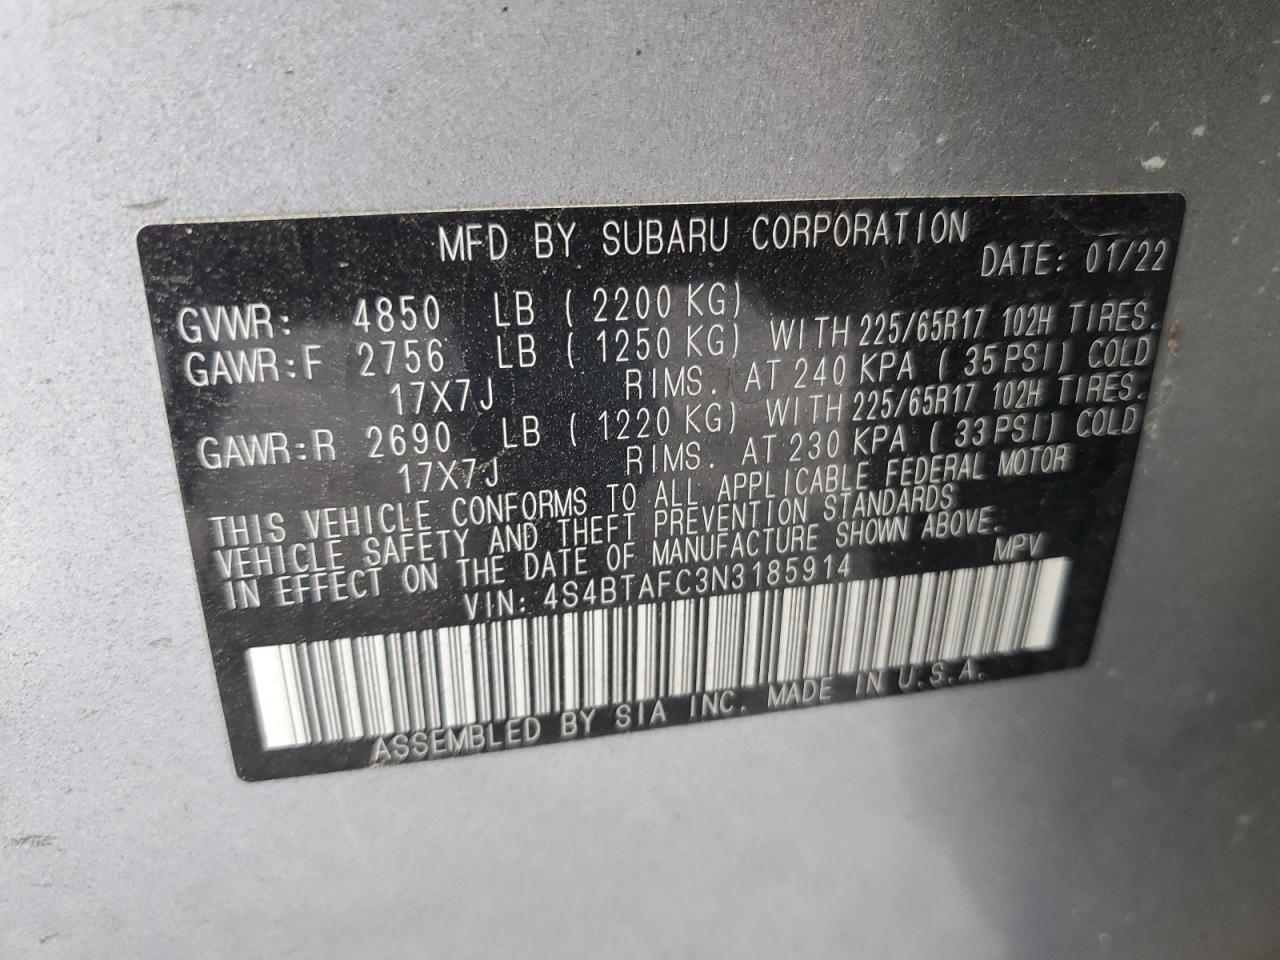 MFD BY SUBARU CORPORATION
DATE: 01/22
GVWR: 4850 LB ( 2200 KG)
GAWR:F 2756 LB ( 1250 KG) WITH 225/65R17 102H TIRES.
17X7J RIMS. AT 240 KPA ( 35PSI) COLD
GAWR:R 2690 LB ( 1220 KG) WITH 225/65R17 102H TIRES.
17X7J RIMS. AT 230 KPA ( 33PSI) COLD
THIS VEHICLE CONFORMS TO ALL APPLICABLE FEDERAL MOTOR
VEHICLE SAFETY AND THEFT PREVENTION STANDARDS
IN EFFECT ON THE DATE OF MANUFACTURE SHOWN ABOVE.
VIN: 4S4BTAFC3N3185914 MPV
ASSEMBLED BY SIA INC. MADE IN U.S.A.